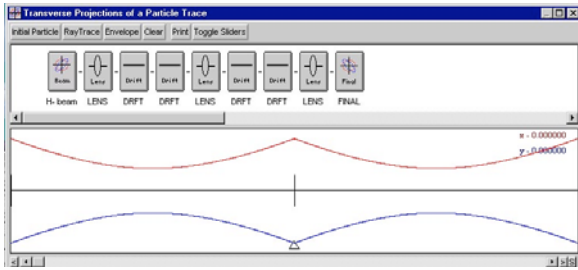 Transverse Projections of a Particle Trace
Initial Particle RayTrace Envelope Clear Print Toggle Sliders
Beam Lens Drift Drift Lens Drift Drift Lens Final
H- beam LENS DRFT DRFT LENS DRFT DRFT LENS FINAL
x - 0.000000
y - 0.000000